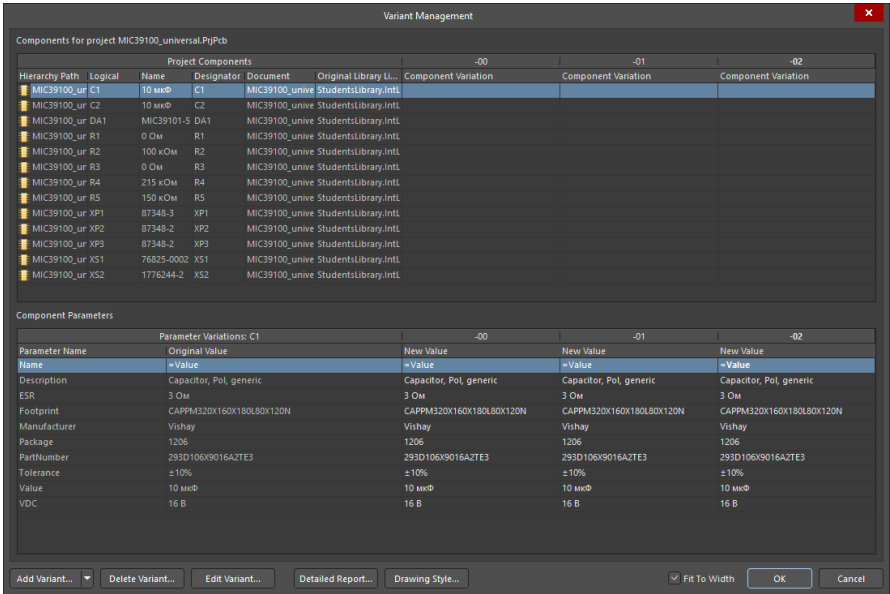 Variant Management
Components for project MIC39100_universal.PrjPcb
Project Components -00 -01 -02
Hierarchy Path Logical Name Designator Document Original Library Li... Component Variation Component Variation Component Variation
MIC39100_ur C1 10 мкФ C1 MIC39100_unive StudentsLibrary.IntL
MIC39100_ur C2 10 мкФ C2 MIC39100_unive StudentsLibrary.IntL
MIC39100_ur DA1 MIC39101-5 DA1 MIC39100_unive StudentsLibrary.IntL
MIC39100_ur R1 0 Ом R1 MIC39100_unive StudentsLibrary.IntL
MIC39100_ur R2 100 кОм R2 MIC39100_unive StudentsLibrary.IntL
MIC39100_ur R3 0 Ом R3 MIC39100_unive StudentsLibrary.IntL
MIC39100_ur R4 215 кОм R4 MIC39100_unive StudentsLibrary.IntL
MIC39100_ur R5 150 кОм R5 MIC39100_unive StudentsLibrary.IntL
MIC39100_ur XP1 87348-3 XP1 MIC39100_unive StudentsLibrary.IntL
MIC39100_ur XP2 87348-2 XP2 MIC39100_unive StudentsLibrary.IntL
MIC39100_ur XP3 87348-2 XP3 MIC39100_unive StudentsLibrary.IntL
MIC39100_ur XS1 76825-0002 XS1 MIC39100_unive StudentsLibrary.IntL
MIC39100_ur XS2 1776244-2 XS2 MIC39100_unive StudentsLibrary.IntL
Component Parameters
Parameter Variations: C1 -00 -01 -02
Parameter Name Original Value New Value New Value New Value
Name =Value =Value =Value =Value
Description Capacitor, Pol, generic Capacitor, Pol, generic Capacitor, Pol, generic Capacitor, Pol, generic
ESR 3 Ом 3 Ом 3 Ом 3 Ом
Footprint CAPPM320X160X180L80X120N CAPPM320X160X180L80X120N CAPPM320X160X180L80X120N CAPPM320X160X180L80X120N
Manufacturer Vishay Vishay Vishay Vishay
Package 1206 1206 1206 1206
PartNumber 293D106X9016A2TE3 293D106X9016A2TE3 293D106X9016A2TE3 293D106X9016A2TE3
Tolerance ±10% ±10% ±10% ±10%
Value 10 мкФ 10 мкФ 10 мкФ 10 мкФ
VDC 16 В 16 В 16 В 16 В
Add Variant... Delete Variant... Edit Variant... Detailed Report... Drawing Style... Fit To Width OK Cancel